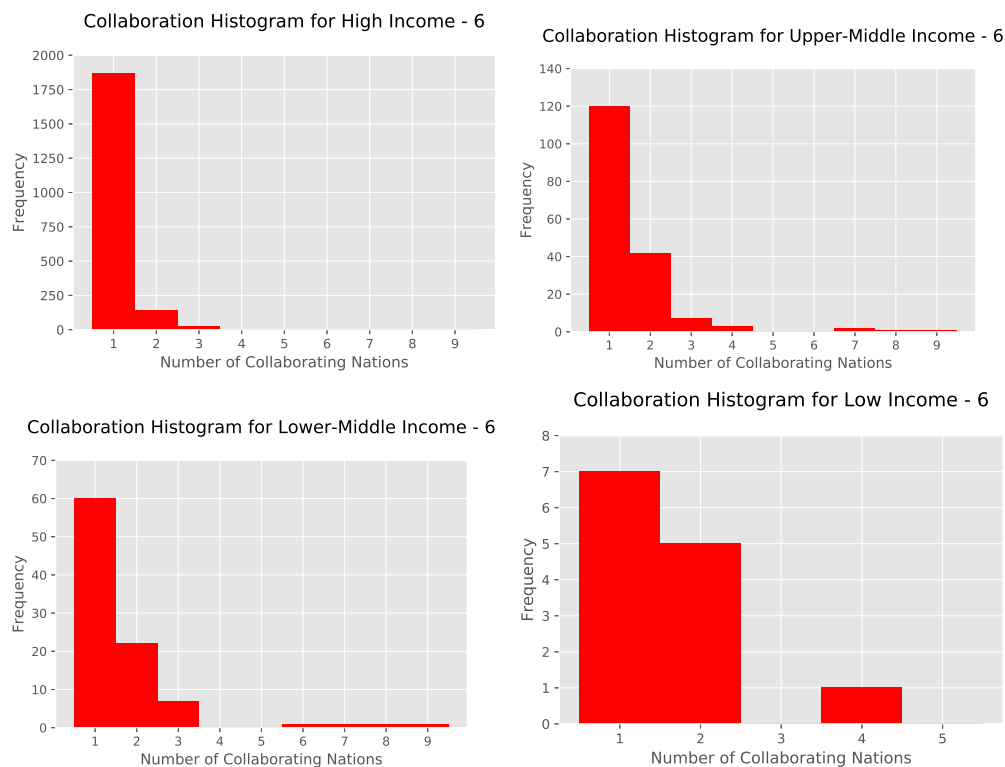 Collaboration Histogram for High Income - 6
2000
1750
1500
1250
1000
750
500
250
0
Frequency
1 2 3 4 5 6 7 8 9
Number of Collaborating Nations
Collaboration Histogram for Upper-Middle Income - 6
140
120
100
80
60
40
20
0
Frequency
1 2 3 4 5 6 7 8 9
Number of Collaborating Nations
Collaboration Histogram for Lower-Middle Income - 6
70
60
50
40
30
20
10
0
Frequency
1 2 3 4 5 6 7 8 9
Number of Collaborating Nations
Collaboration Histogram for Low Income - 6
8
7
6
5
4
3
2
1
0
Frequency
1 2 3 4 5
Number of Collaborating Nations